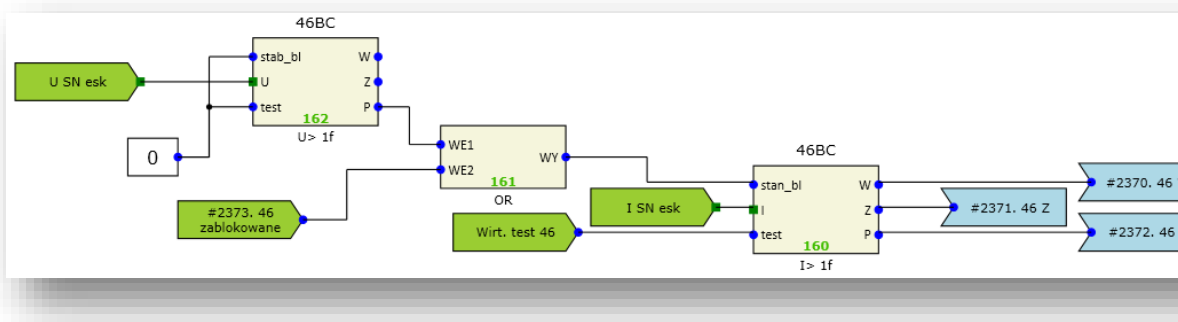 46BC
U SN esk
stab_bl
W
U
Z
test
P
162
U> 1f
0
WE1
WE2
WY
161
OR
#2373. 46
zablokowane
46BC
I SN esk
Wirt. test 46
stan_bl
W
I
Z
test
P
160
I> 1f
#2370. 46
#2371. 46 Z
#2372. 46